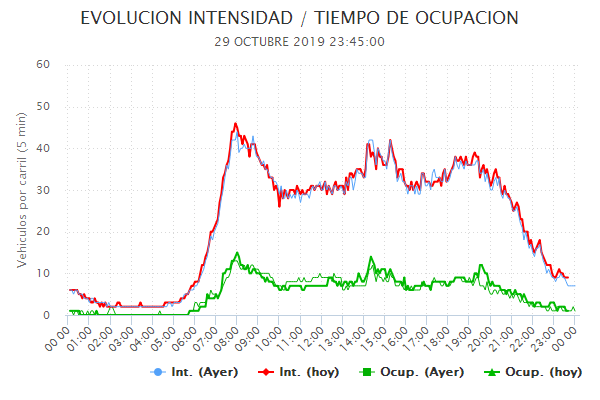 EVOLUCION INTENSIDAD / TIEMPO DE OCUPACION
29 OCTUBRE 2019 23:45:00
Vehiculos por carril (5 min)
60
50
40
30
20
10
0
00:00 01:00 02:00 03:00 04:00 05:00 06:00 07:00 08:00 09:00 10:00 11:00 12:00 13:00 14:00 15:00 16:00 17:00 18:00 19:00 20:00 21:00 22:00 23:00 00:00
Int. (Ayer) Int. (hoy) Ocup. (Ayer) Ocup. (hoy)